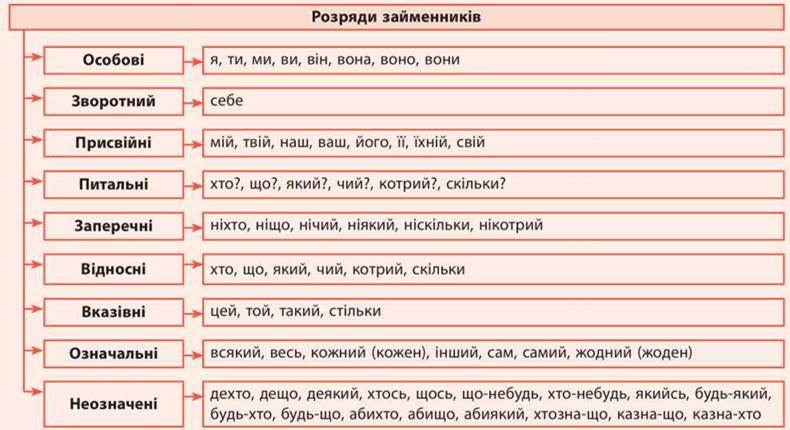 Розряди займенників
Особові
я, ти, ми, ви, він, вона, воно, вони
Зворотний
себе
Присвійні
мій, твій, наш, ваш, його, її, їхній, свій
Питальні
хто?, що?, який?, чий?, котрий?, скільки?
Заперечні
ніхто, ніщо, нічий, ніякий, ніскільки, нікотрий
Відносні
хто, що, який, чий, котрий, скільки
Вказівні
цей, той, такий, стільки
Означальні
всякий, весь, кожний (кожен), інший, сам, самий, жодний (жоден)
Неозначені
дехто, дещо, деякий, хтось, щось, що-небудь, хто-небудь, якийсь, будь-який,
будь-хто, будь-що, абихто, абищо, абиякий, хтозна-що, казна-що, казна-хто